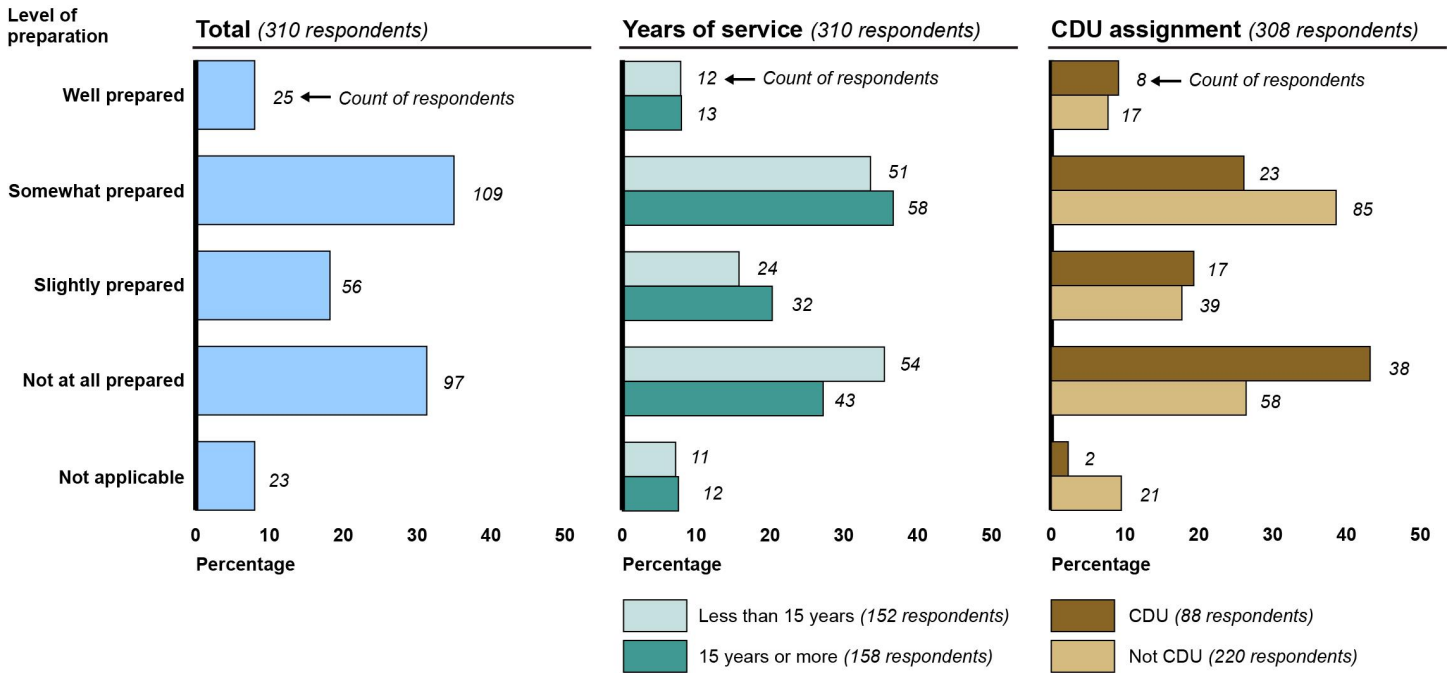 Level of
preparation
Total (310 respondents)
Years of service (310 respondents)
CDU assignment (308 respondents)
Well prepared
25
Count of respondents
12
Count of respondents
13
8
Count of respondents
17
Somewhat prepared
109
51
58
23
85
Slightly prepared
56
24
32
17
39
Not at all prepared
97
54
43
38
58
Not applicable
23
11
12
2
21
0 10 20 30 40 50
Percentage
0 10 20 30 40 50
Percentage
0 10 20 30 40 50
Percentage
Less than 15 years (152 respondents)
15 years or more (158 respondents)
CDU (88 respondents)
Not CDU (220 respondents)